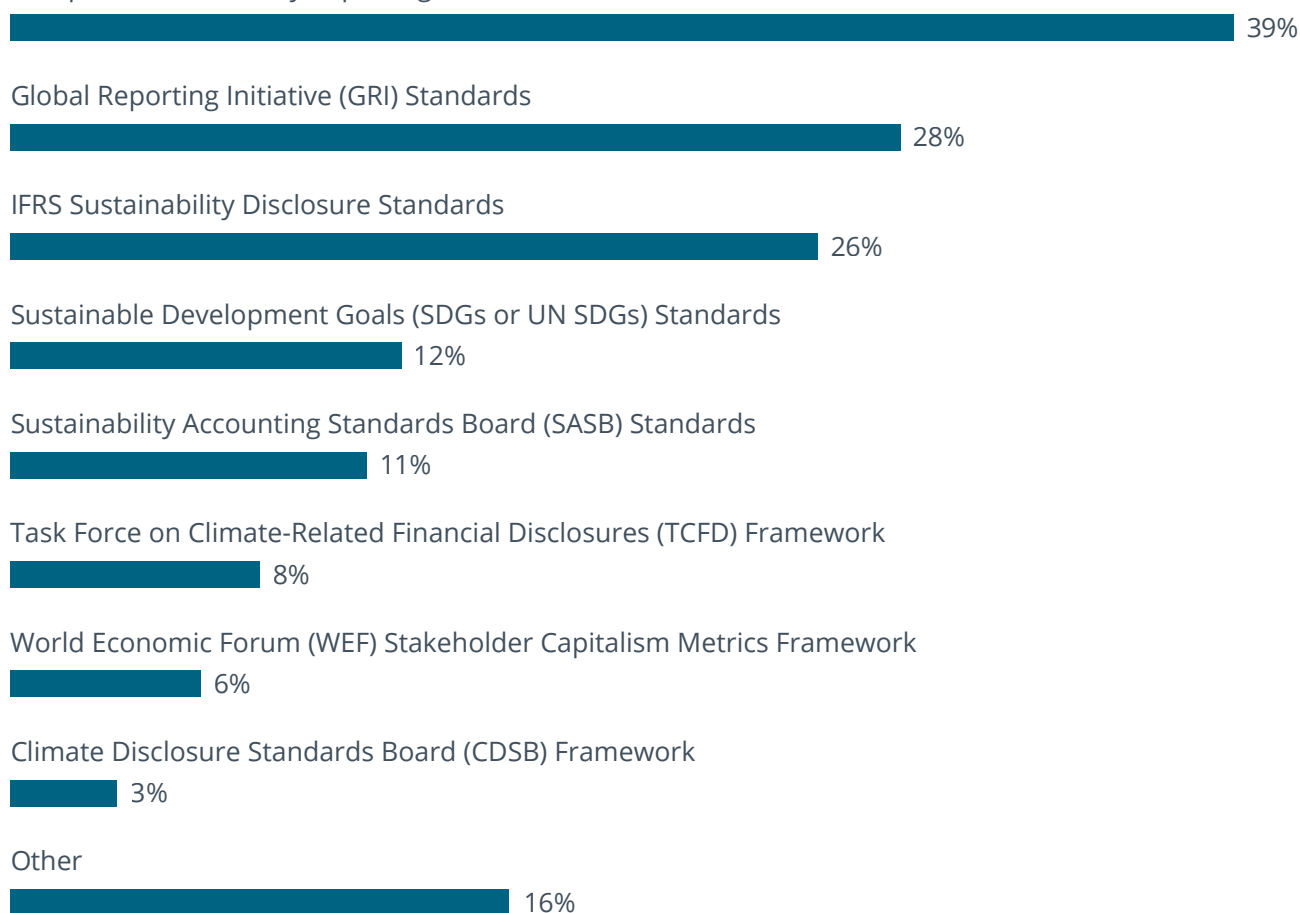 39%
Global Reporting Initiative (GRI) Standards
28%
IFRS Sustainability Disclosure Standards
26%
Sustainable Development Goals (SDGs or UN SDGs) Standards
12%
Sustainability Accounting Standards Board (SASB) Standards
11%
Task Force on Climate-Related Financial Disclosures (TCFD) Framework
8%
World Economic Forum (WEF) Stakeholder Capitalism Metrics Framework
6%
Climate Disclosure Standards Board (CDSB) Framework
3%
Other
16%